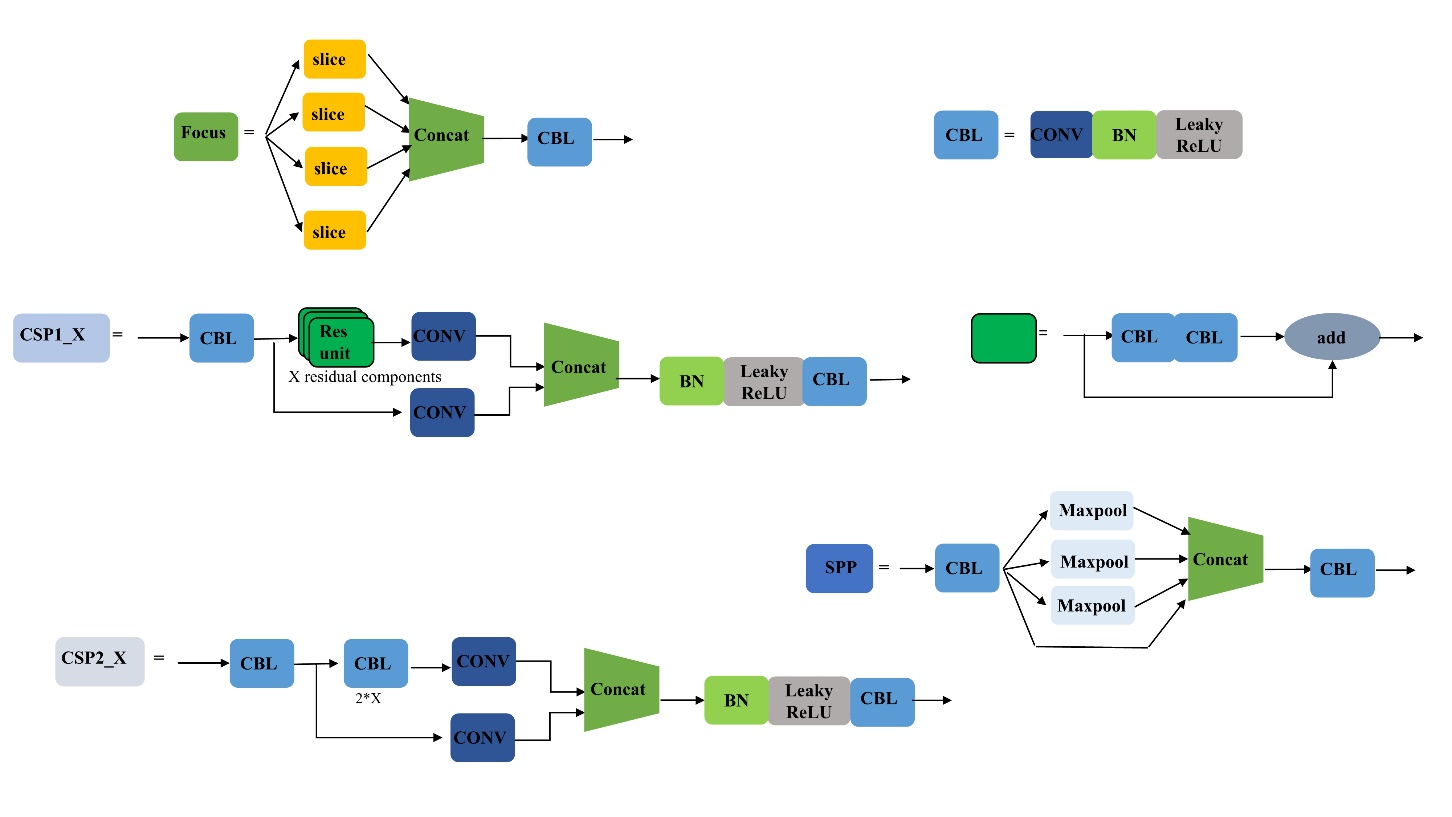 slice
slice
slice
slice
Focus
=
Concat
CBL
CBL
=
CONV
BN
Leaky
ReLU
CSP1_X
=
CBL
Res
unit
X residual components
CONV
CONV
Concat
BN
Leaky
ReLU
CBL
=
CBL
CBL
add
SPP
=
CBL
Maxpool
Maxpool
Maxpool
Concat
CBL
CSP2_X
=
CBL
CBL
2*X
CONV
CONV
Concat
BN
Leaky
ReLU
CBL